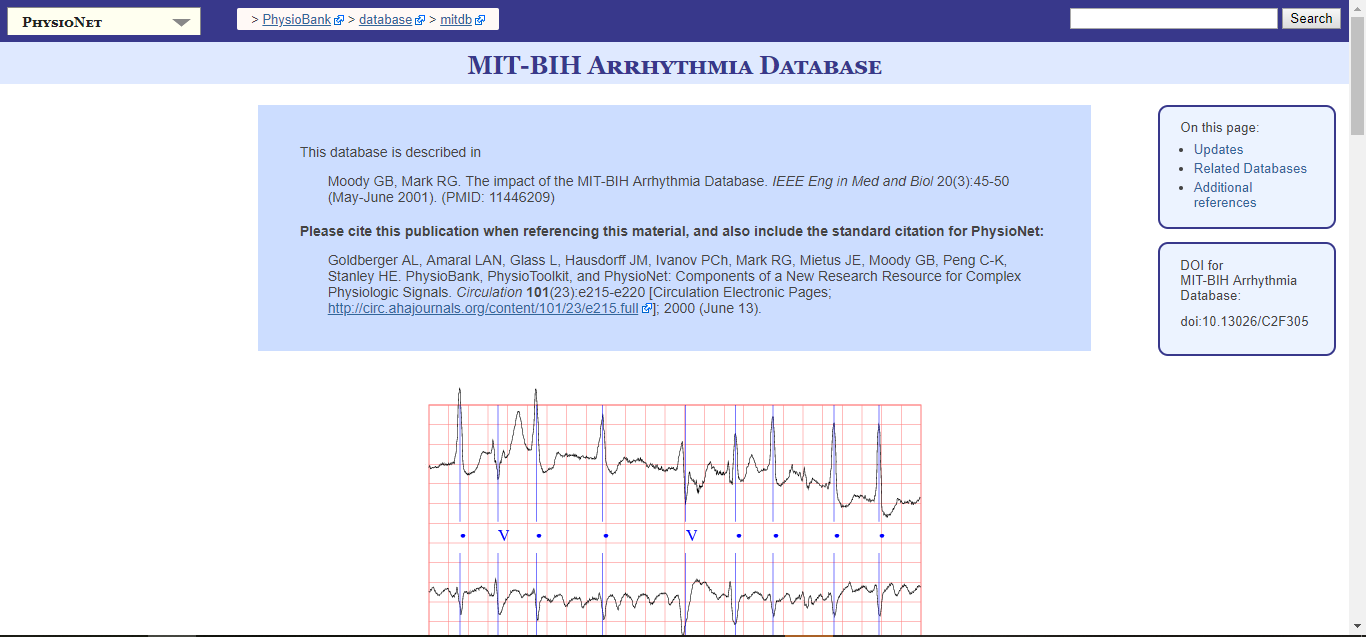 PhysioNet
> PhysioBank > database > mitdb
Search
MIT-BIH Arrhythmia Database
This database is described in
Moody GB, Mark RG. The impact of the MIT-BIH Arrhythmia Database. IEEE Eng in Med and Biol 20(3):45-50
(May-June 2001). (PMID: 11446209)
Please cite this publication when referencing this material, and also include the standard citation for PhysioNet:
Goldberger AL, Amaral LAN, Glass L, Hausdorff JM, Ivanov PCh, Mark RG, Mietus JE, Moody GB, Peng C-K,
Stanley HE. PhysioBank, PhysioToolkit, and PhysioNet: Components of a New Research Resource for Complex
Physiologic Signals. Circulation 101(23):e215-e220 [Circulation Electronic Pages;
http://circ.ahajournals.org/content/101/23/e215.full]; 2000 (June 13).
On this page:
• Updates
• Related Databases
• Additional
references
DOI for
MIT-BIH Arrhythmia
Database:
doi:10.13026/C2F305
• V • • V • • • •